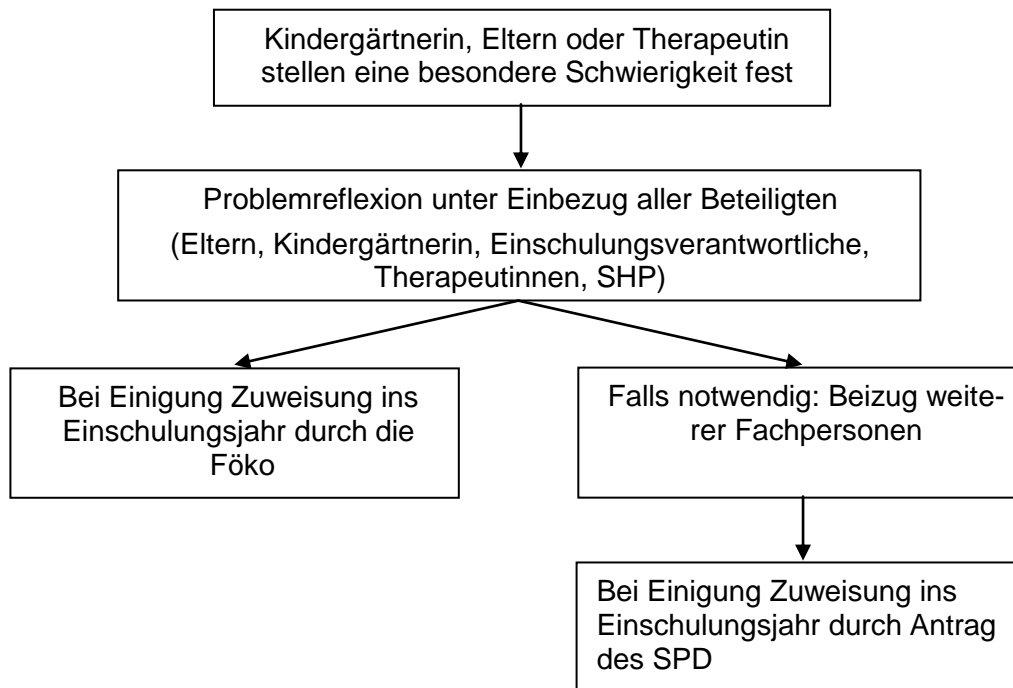 Kindergärtnerin, Eltern oder Therapeutin
stellen eine besondere Schwierigkeit fest
Problemreflexion unter Einbezug aller Beteiligten
(Eltern, Kindergärtnerin, Einschulungsverantwortliche,
Therapeutinnen, SHP)
Bei Einigung Zuweisung ins
Einschulungsjahr durch die
Föko
Falls notwendig: Beizug weite-
rer Fachpersonen
Bei Einigung Zuweisung ins
Einschulungsjahr durch Antrag
des SPD